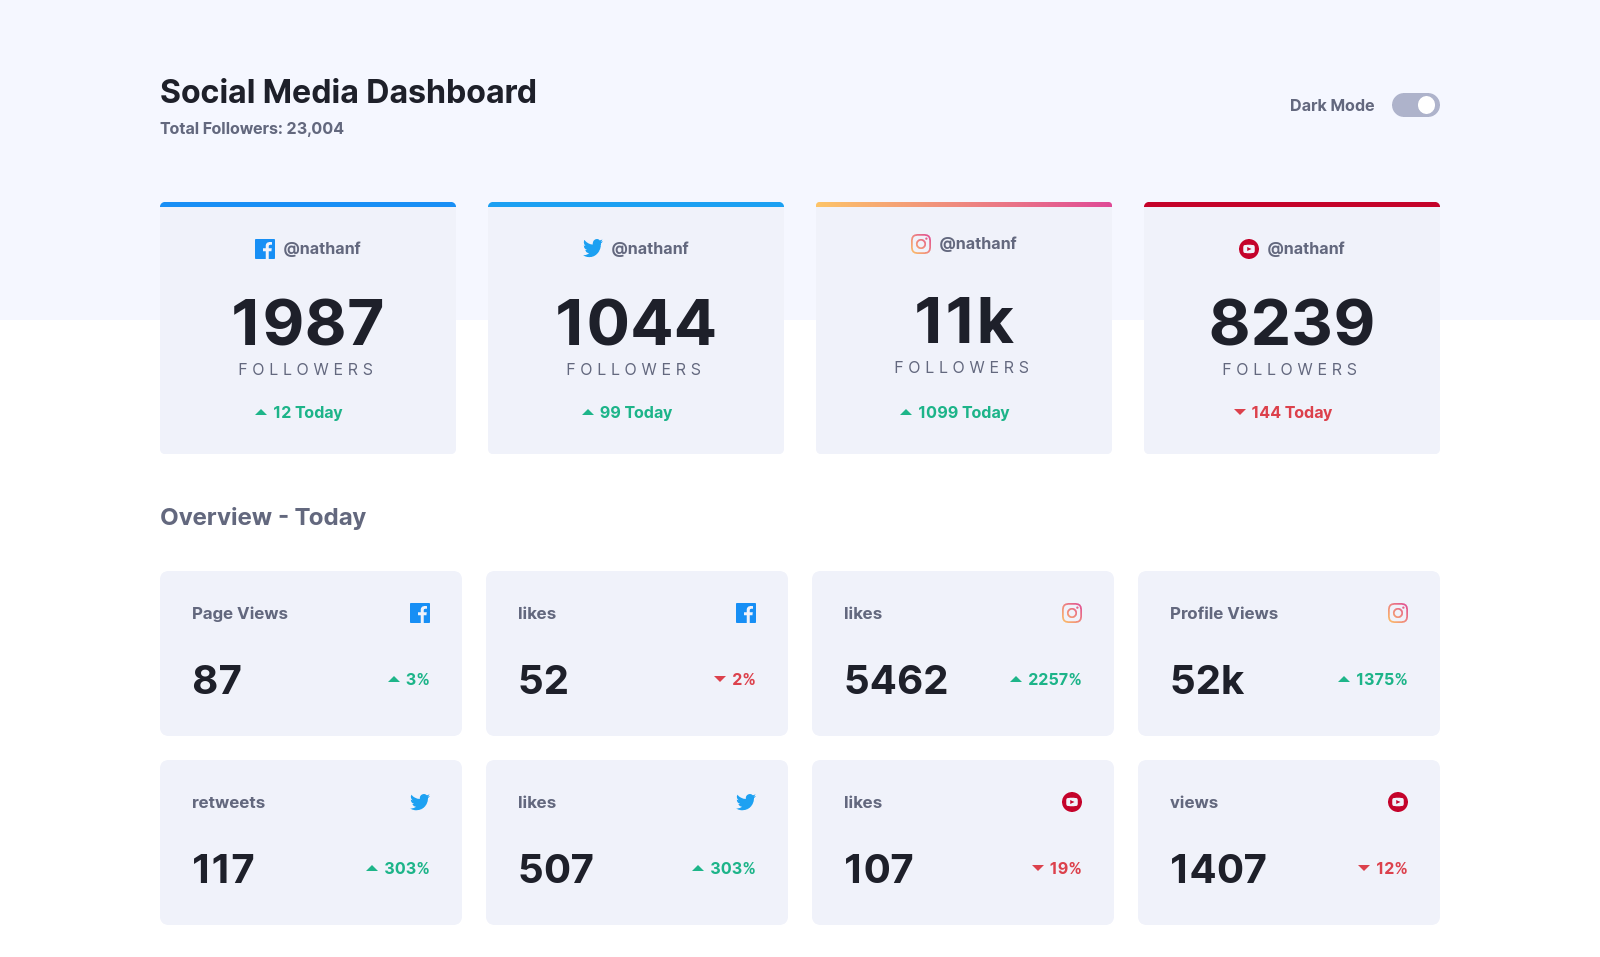 Social Media Dashboard
Total Followers: 23,004
Dark Mode
@nathanf
1987
FOLLOWERS
12 Today
@nathanf
1044
FOLLOWERS
99 Today
@nathanf
11k
FOLLOWERS
1099 Today
@nathanf
8239
FOLLOWERS
144 Today
Overview - Today
Page Views
87
3%
likes
52
2%
likes
5462
2257%
Profile Views
52k
1375%
retweets
117
303%
likes
507
303%
likes
107
19%
views
1407
12%